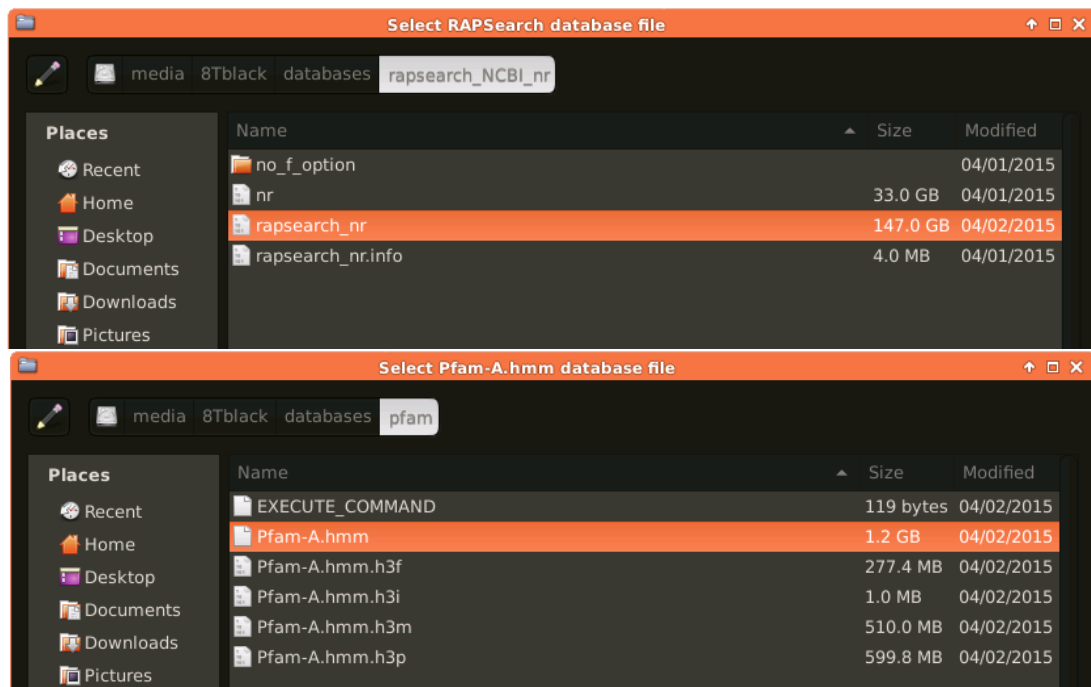 Select RAPSearch database file
media 8Tblack databases rapsearch_NCBI_nr
Places
Recent
Home
Desktop
Documents
Downloads
Pictures
Name Size Modified
no_f_option 04/01/2015
nr 33.0 GB 04/01/2015
rapsearch_nr 147.0 GB 04/02/2015
rapsearch_nr.info 4.0 MB 04/01/2015
Select Pfam-A.hmm database file
media 8Tblack databases pfam
Places
Recent
Home
Desktop
Documents
Downloads
Pictures
Name Size Modified
EXECUTE_COMMAND 119 bytes 04/02/2015
Pfam-A.hmm 1.2 GB 04/02/2015
Pfam-A.hmm.h3f 277.4 MB 04/02/2015
Pfam-A.hmm.h3i 1.0 MB 04/02/2015
Pfam-A.hmm.h3m 510.0 MB 04/02/2015
Pfam-A.hmm.h3p 599.8 MB 04/02/2015